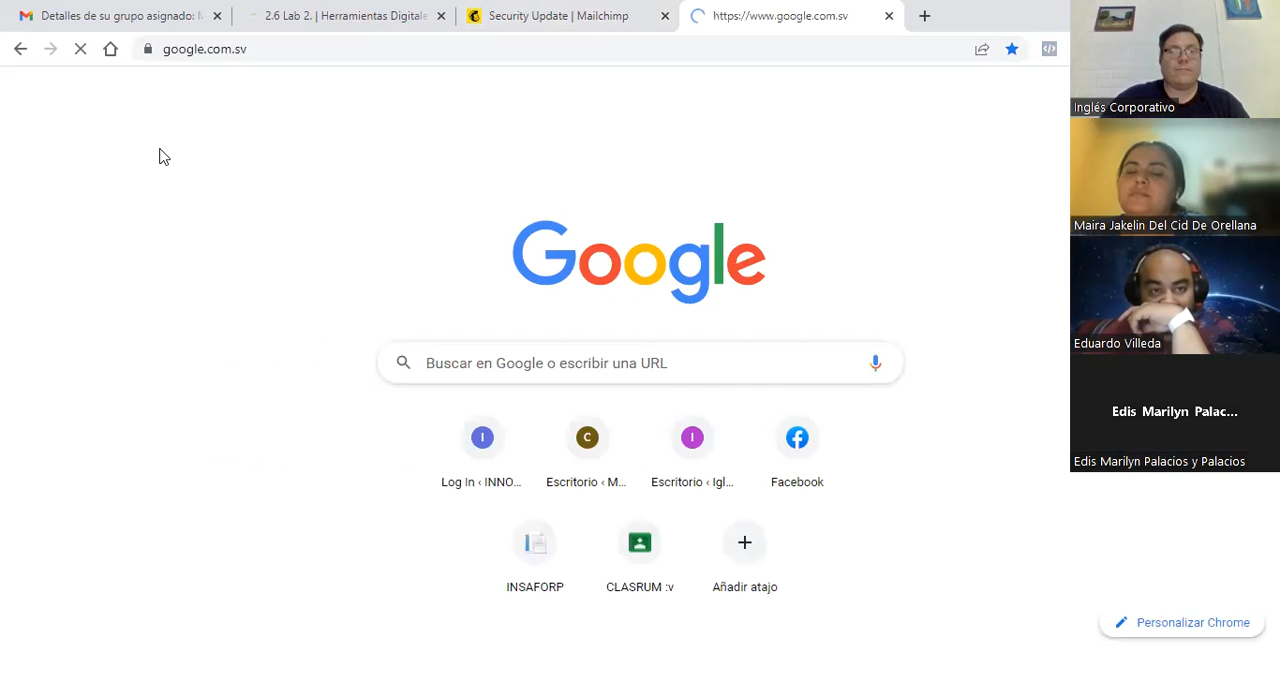 Detalles de su grupo asignado:
2.6 Lab 2. | Herramientas Digitale
Security Update | Mailchimp
https://www.google.com.sv
google.com.sv
Google
Buscar en Google o escribir una URL
I
C
I
Log In ‹ INNO...
Escritorio ‹ M...
Escritorio ‹ Igl...
Facebook
INSAFORP
CLASRUM :v
Añadir atajo
Personalizar Chrome
Inglés Corporativo
Maira Jakelin Del Cid De Orellana
Eduardo Villeda
Edis Marilyn Palac...
Edis Marilyn Palacios y Palacios